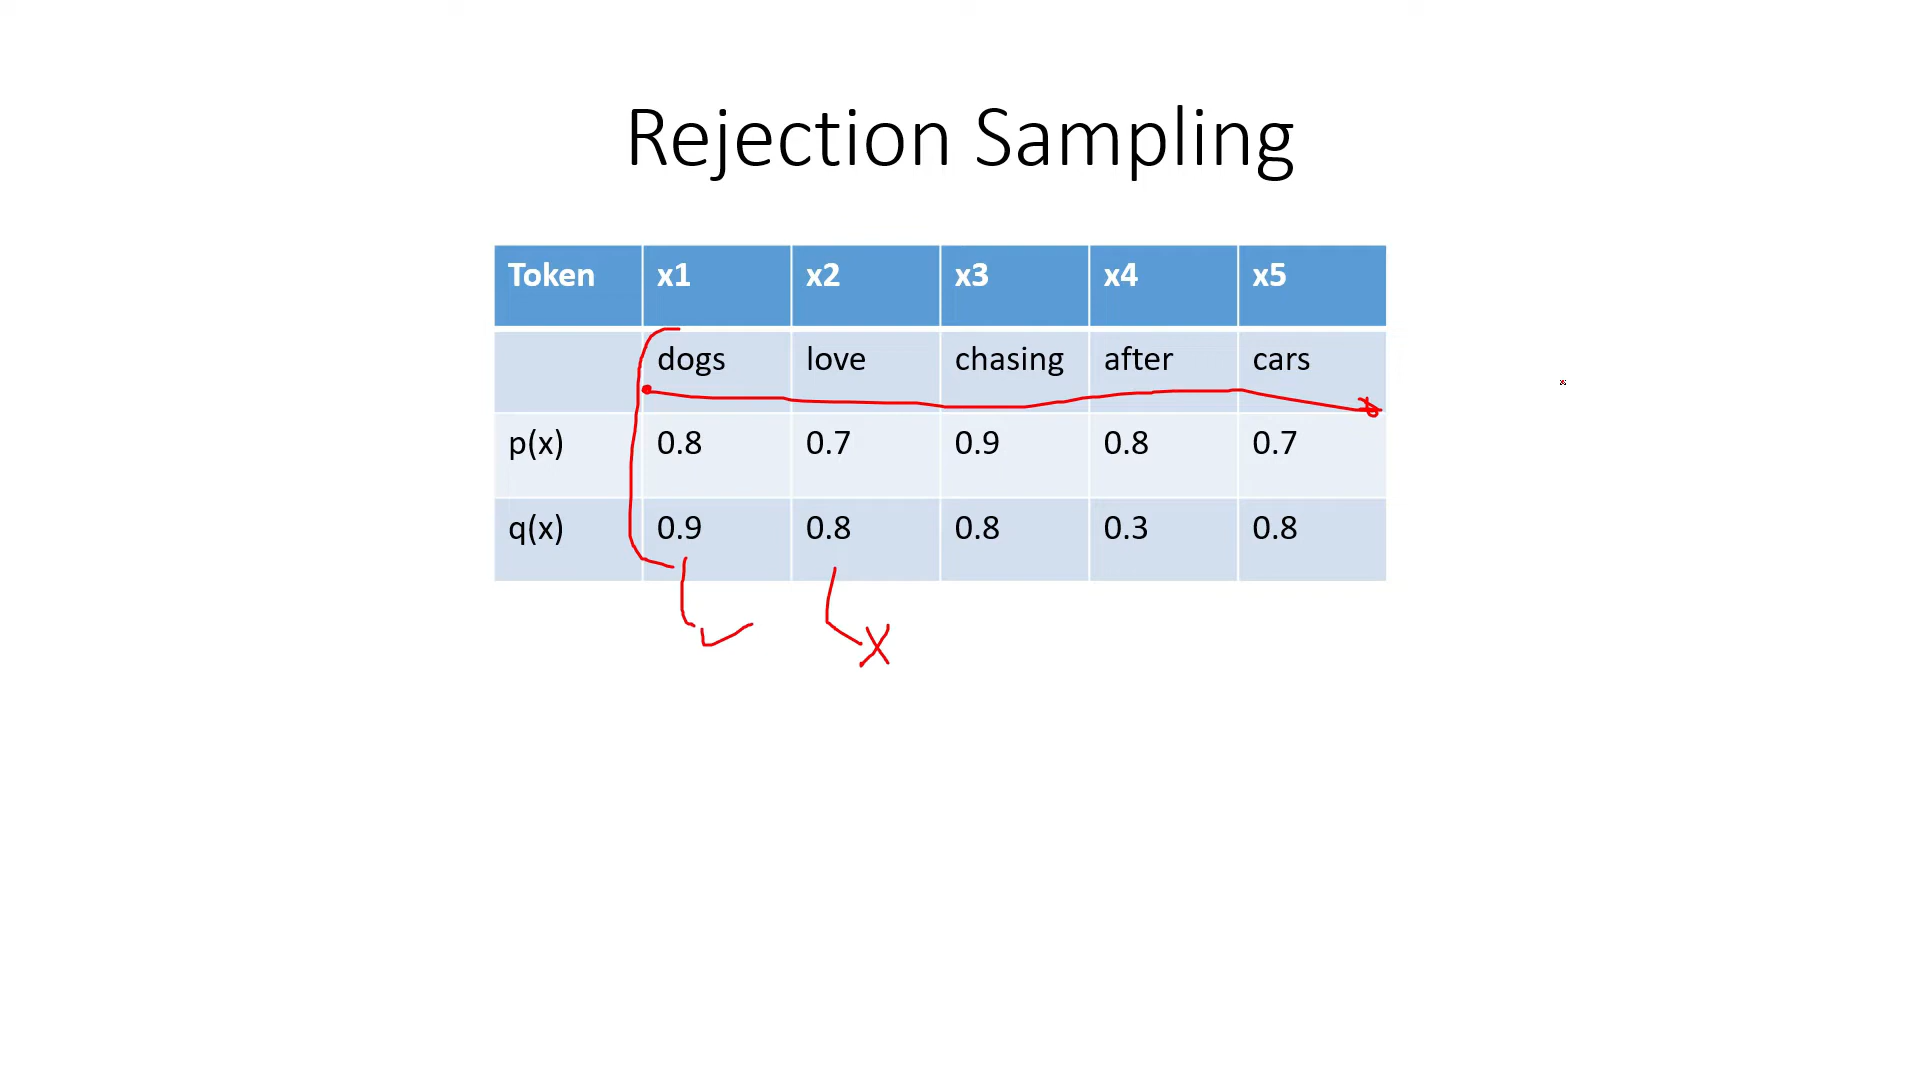 Rejection Sampling
Token x1 x2 x3 x4 x5
dogs love chasing after cars
p(x) 0.8 0.7 0.9 0.8 0.7
q(x) 0.9 0.8 0.8 0.3 0.8